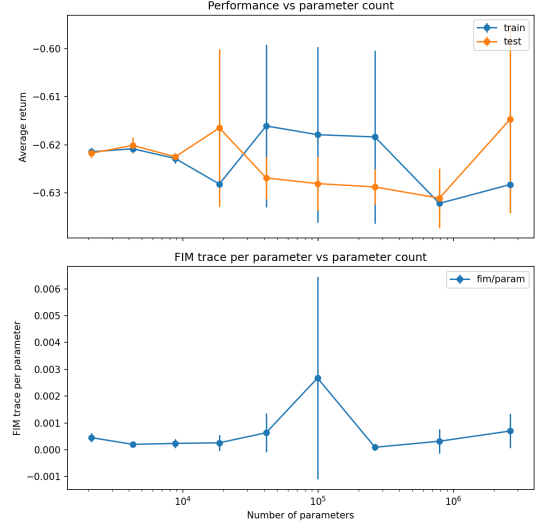 Performance vs parameter count
train
test
−0.60
−0.61
−0.62
−0.63
Average return
FIM trace per parameter vs parameter count
fim/param
0.006
0.005
0.004
0.003
0.002
0.001
0.000
−0.001
FIM trace per parameter
10⁴
10⁵
10⁶
Number of parameters